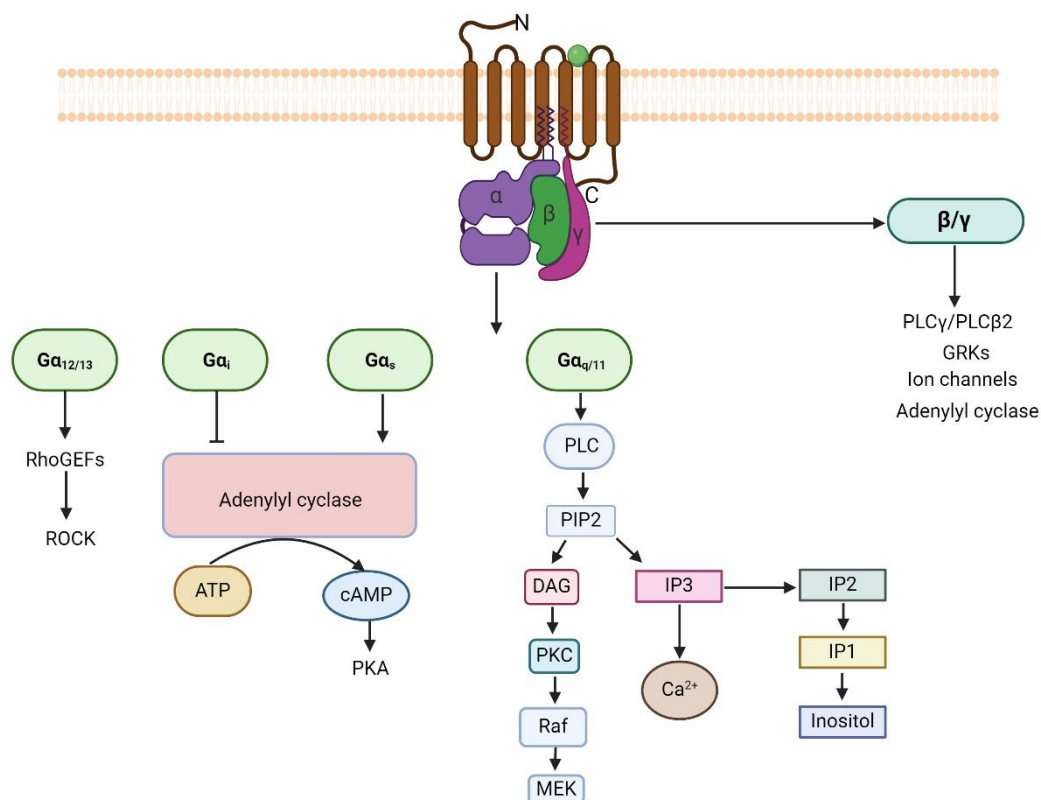 N
α
β
γ
C
β/γ
PLCγ/PLCβ2
GRKs
Ion channels
Adenylyl cyclase
Gα12/13
Gαi
Gαs
Gαq/11
RhoGEFs
ROCK
Adenylyl cyclase
ATP
cAMP
PKA
PLC
PIP2
DAG
IP3
IP2
PKC
IP1
Ca²⁺
Raf
Inositol
MEK